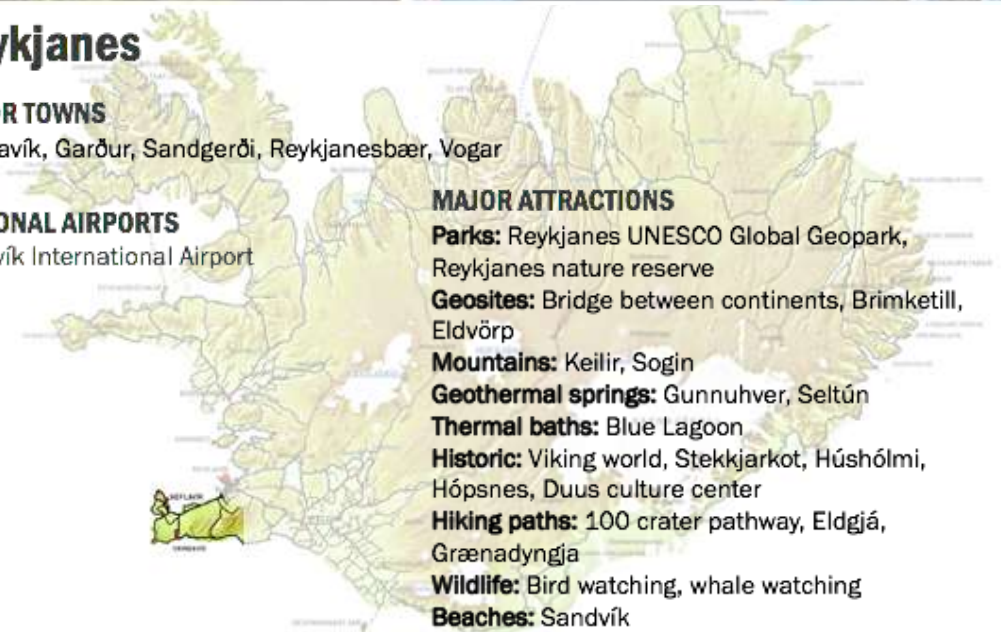 ykjanes
R TOWNS
avík, Garður, Sandgerði, Reykjanesbær, Vogar
ONAL AIRPORTS
vík International Airport
MAJOR ATTRACTIONS
Parks: Reykjanes UNESCO Global Geopark,
Reykjanes nature reserve
Geosites: Bridge between continents, Brimketill,
Eldvörp
Mountains: Keilir, Sogin
Geothermal springs: Gunnuhver, Seltún
Thermal baths: Blue Lagoon
Historic: Viking world, Stekkjarkot, Húshólmi,
Hópsnes, Duus culture center
Hiking paths: 100 crater pathway, Eldgjá,
Grænadyngja
Wildlife: Bird watching, whale watching
Beaches: Sandvík